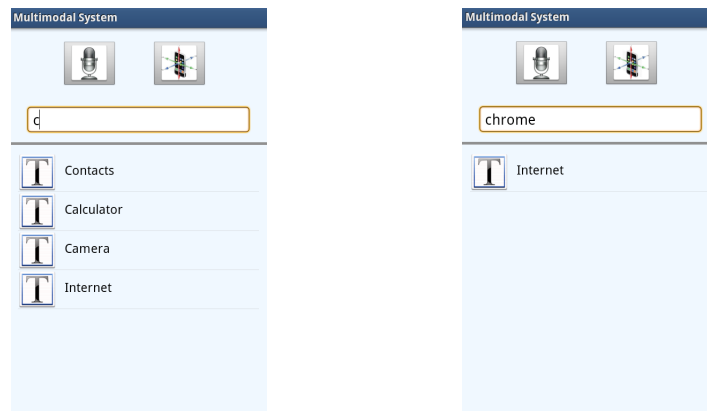 Multimodal System
c
T Contacts
T Calculator
T Camera
T Internet
Multimodal System
chrome
T Internet